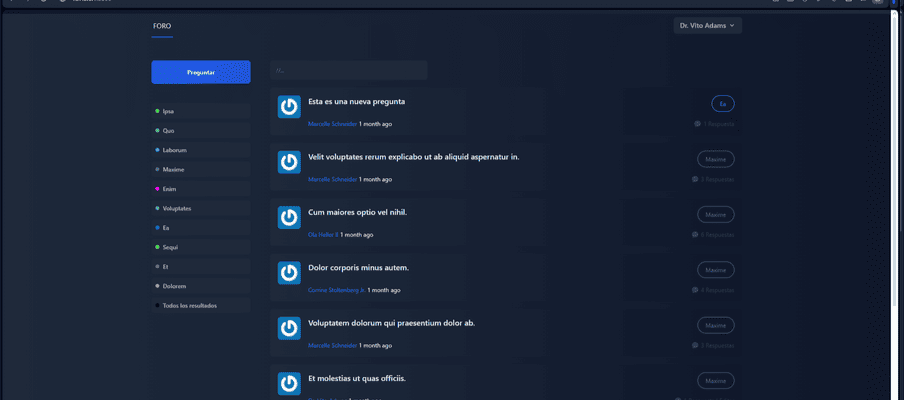 FORO
Dr. Vito Adams
Preguntar
Ipsa
Quo
Laborum
Maxime
Enim
Voluptates
Ea
Sequi
Et
Dolorem
Todos los resultados
Esta es una nueva pregunta
Marcelle Schneider 1 month ago
Ea
1 Respuesta
Velit voluptates rerum explicabo ut ab aliquid aspernatur in.
Marcelle Schneider 1 month ago
Maxime
Respuestas
Cum maiores optio vel nihil.
Ola Heller II 1 month ago
Maxime
Respuestas
Dolor corporis minus autem.
Corrine Stoltenberg Jr. 1 month ago
Maxime
Respuestas
Voluptatem dolorum qui praesentium dolor ab.
Marcelle Schneider 1 month ago
Maxime
Respuestas
Et molestias ut quas officiis.
Maxime